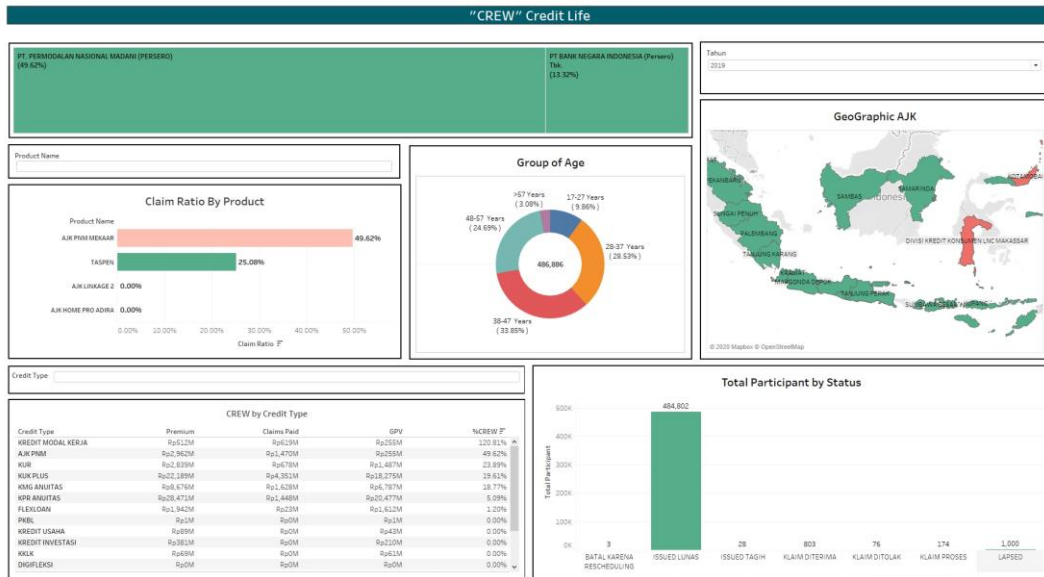 "CREW" Credit Life
PT. PERMODALAN NASIONAL MADANI (PERSERO)
(49.62%)
PT BANK NEGARA INDONESIA (Persero)
Tbk.
(13.32%)
Tahun
2019
Product Name
Claim Ratio By Product
Product Name
AJK PNM MEKAAR
49.62%
TASPEN
25.08%
AJK LINKAGE 2
0.00%
AJK HOME PRO ADIRA
0.00%
0.00% 10.00% 20.00% 30.00% 40.00% 50.00%
Claim Ratio
Group of Age
>57 Years
( 3.08%)
17-27 Years
( 9.86%)
48-57 Years
( 24.69%)
28-37 Years
( 28.53%)
486,886
38-47 Years
( 33.85%)
GeoGraphic AJK
SAMBAS
SAMARINDA
SUNGAI PENUH
DIVISI KREDIT KONSUMEN LNC MAKASSAR
PALEMBANG
TANJUNG KARANG
MARGONDA DEPOK
TANJUNG PERAK
© 2020 Mapbox © OpenStreetMap
Credit Type
CREW by Credit Type
Credit Type Premium Claims Paid GPV %CREW
KREDIT MODAL KERJA Rp512M Rp619M Rp255M 120.81%
AJK PNM Rp2,962M Rp1,470M Rp255M 49.62%
KUR Rp2,839M Rp678M Rp1,487M 23.89%
KUK PLUS Rp22,189M Rp4,351M Rp18,275M 19.61%
KMG ANUITAS Rp8,676M Rp1,628M Rp6,787M 18.77%
KPR ANUITAS Rp28,471M Rp1,448M Rp20,477M 5.09%
FLEXLOAN Rp1,942M Rp23M Rp1,612M 1.20%
PKBL Rp1M Rp0M Rp1M 0.00%
KREDIT USAHA Rp89M Rp0M Rp43M 0.00%
KREDIT INVESTASI Rp381M Rp0M Rp210M 0.00%
KKLK Rp69M Rp0M Rp61M 0.00%
DIGIFLEKSI Rp0M Rp0M Rp0M 0.00%
Total Participant by Status
Total Participant
500K
400K
300K
200K
100K
0K
484,802
3
28
803
76
174
1,000
BATAL KARENA
RESCHEDULING
ISSUED LUNAS
ISSUED TAGIH
KLAIM DITERIMA
KLAIM DITOLAK
KLAIM PROSES
LAPSED